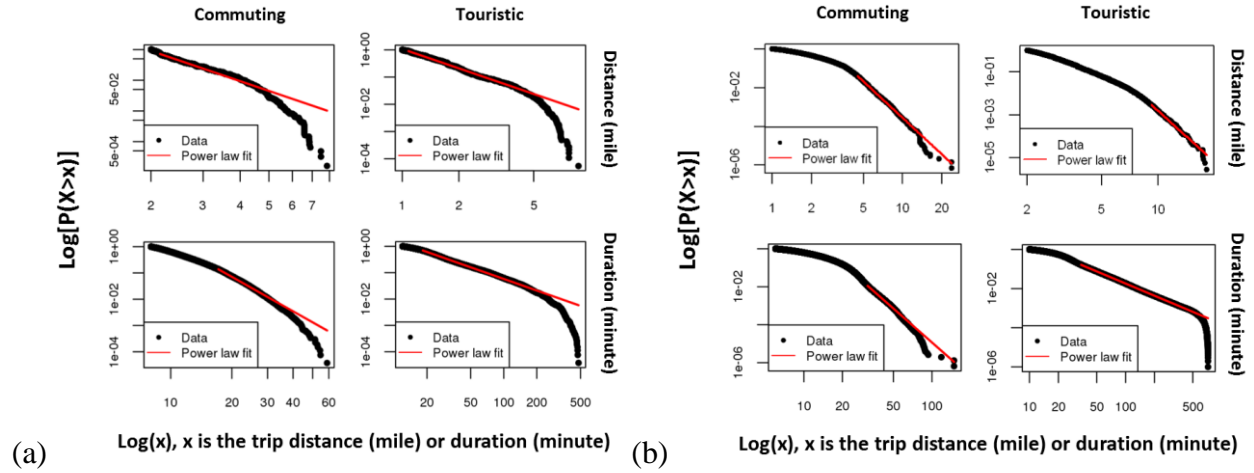 Commuting
Touristic
1e+00
5e-02
1e-02
5e-04
1e-04
Data
Power law fit
Data
Power law fit
2 3 4 5 6 7
1 2 5
Distance (mile)
Log[P(X>x)]
1e+00
1e-02
1e-04
1e-04
Data
Power law fit
Data
Power law fit
10 20 30 40 60
20 50 100 200 500
Duration (minute)
Log(x), x is the trip distance (mile) or duration (minute)
(a)
Commuting
Touristic
1e-02
1e-06
1e-01
1e-03
1e-05
Data
Power law fit
Data
Power law fit
1 2 5 10 20
2 5 10
Distance (mile)
Log[P(X>x)]
1e-02
1e-06
1e-02
1e-06
Data
Power law fit
Data
Power law fit
5 10 20 50 100
10 20 50 100 500
Duration (minute)
Log(x), x is the trip distance (mile) or duration (minute)
(b)